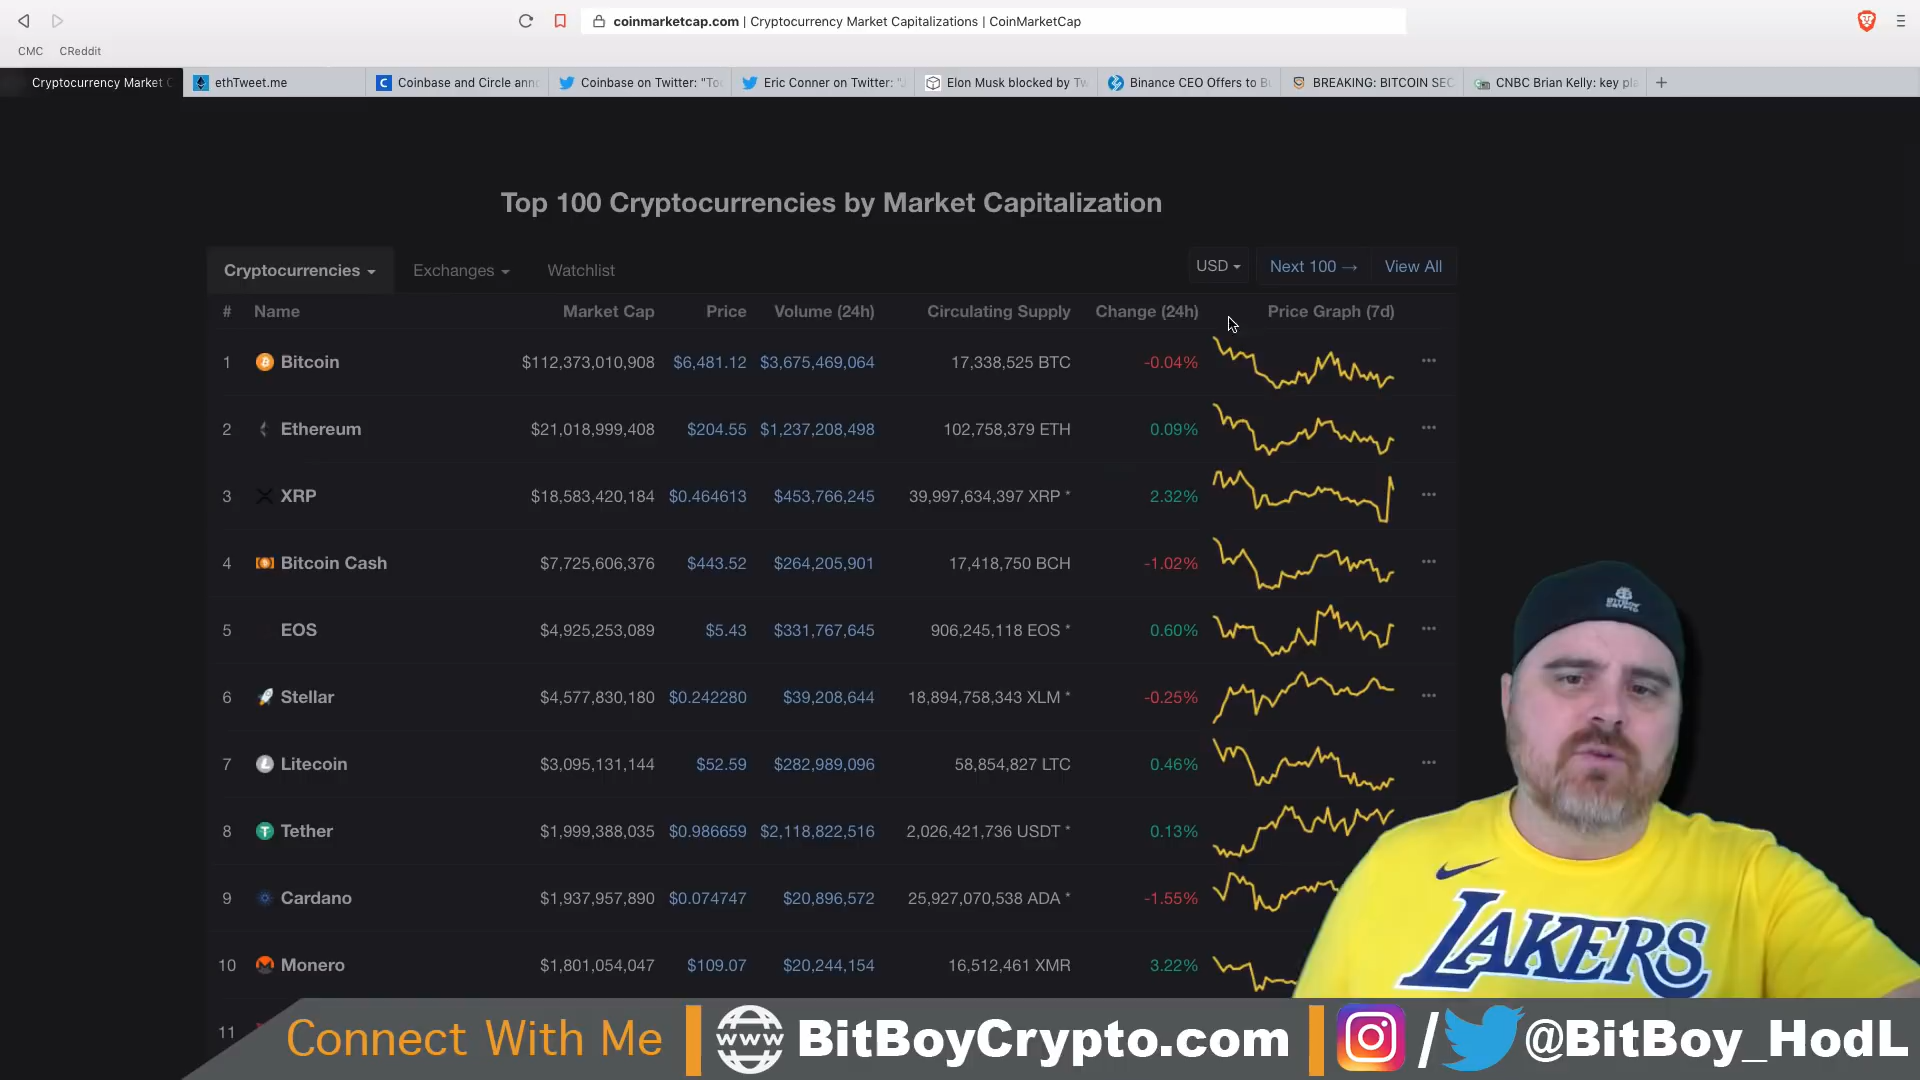 coinmarketcap.com | Cryptocurrency Market Capitalizations | CoinMarketCap
CMC CReddit
Cryptocurrency Market C ethTweet.me Coinbase and Circle ann Coinbase on Twitter: "To Eric Conner on Twitter: " Elon Musk blocked by Tw Binance CEO Offers to B BREAKING: BITCOIN SEC CNBC Brian Kelly: key pla +
Top 100 Cryptocurrencies by Market Capitalization
Cryptocurrencies Exchanges Watchlist USD Next 100 → View All
# Name Market Cap Price Volume (24h) Circulating Supply Change (24h) Price Graph (7d)
1 Bitcoin $112,373,010,908 $6,481.12 $3,675,469,064 17,338,525 BTC -0.04%
2 Ethereum $21,018,999,408 $204.55 $1,237,208,498 102,758,379 ETH 0.09%
3 XRP $18,583,420,184 $0.464613 $453,766,245 39,997,634,397 XRP * 2.32%
4 Bitcoin Cash $7,725,606,376 $443.52 $264,205,901 17,418,750 BCH -1.02%
5 EOS $4,925,253,089 $5.43 $331,767,645 906,245,118 EOS * 0.60%
6 Stellar $4,577,830,180 $0.242280 $39,208,644 18,894,758,343 XLM * -0.25%
7 Litecoin $3,095,131,144 $52.59 $282,989,096 58,854,827 LTC 0.46%
8 Tether $1,999,388,035 $0.986659 $2,118,822,516 2,026,421,736 USDT * 0.13%
9 Cardano $1,937,957,890 $0.074747 $20,896,572 25,927,070,538 ADA * -1.55%
10 Monero $1,801,054,047 $109.07 $20,244,154 16,512,461 XMR 3.22%
11
BITBOY
CRYPTO
LAKERS
Connect With Me www BitBoyCrypto.com / @BitBoy_HodL